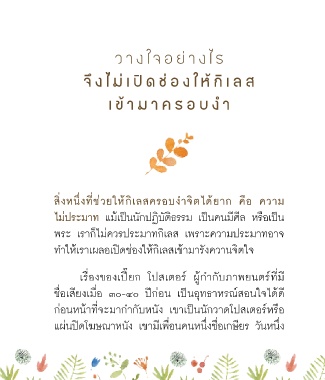 วางใจอย่างไร
จึงไม่เปิดช่องให้กิเลส
เข้ามาครอบงำ
สิ่งหนึ่งที่ช่วยให้กิเลสครอบงำจิตได้ยาก คือ ความ
ไม่ประมาท แม้เป็นนักปฏิบัติธรรม เป็นคนมีศีล หรือเป็น
พระ เราก็ไม่ควรประมาทกิเลส เพราะความประมาทอาจ
ทำให้เราเผลอเปิดช่องให้กิเลสเข้ามารังควานจิตใจ
เรื่องของเปี๊ยก โปสเตอร์ ผู้กำกับภาพยนตร์ที่มี
ชื่อเสียงเมื่อ ๓๐-๔๐ ปีก่อน เป็นอุทาหรณ์สอนใจได้ดี
ก่อนหน้าที่จะมากำกับหนัง เขาเป็นนักวาดโปสเตอร์หรือ
แผ่นปิดโฆษณาหนัง เขามีเพื่อนคนหนึ่งชื่อเกษียร วันหนึ่ง